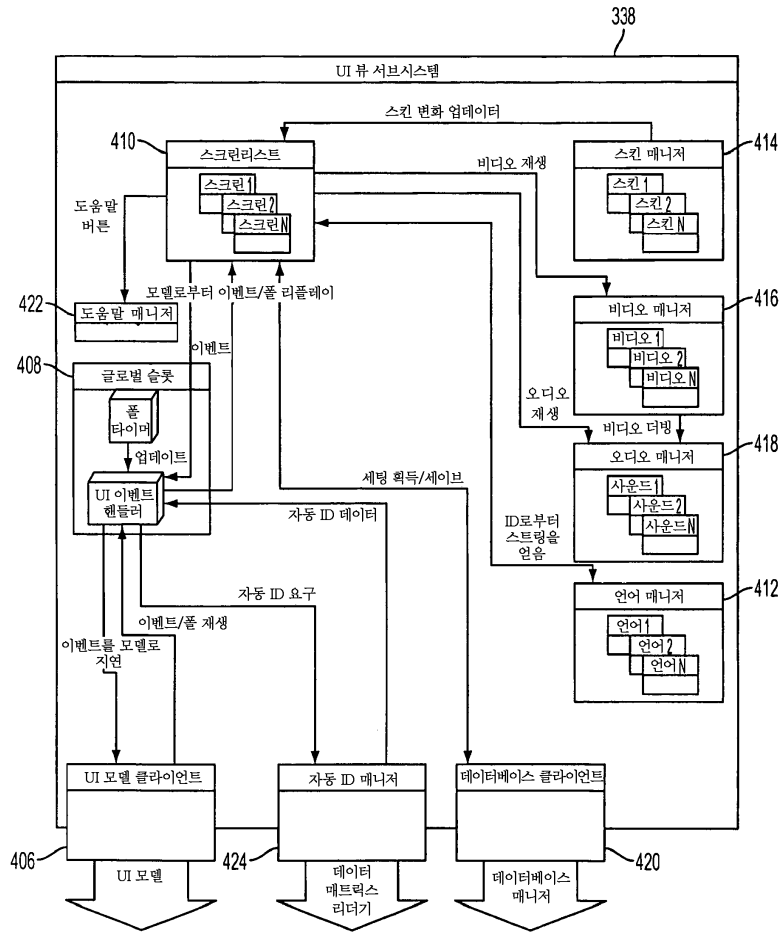 338
UI 뷰 서브시스템
스킨 변화 업데이터
410
스크린리스트
스크린1
스크린2
스크린N
414
스킨 매니저
스킨 1
스킨 2
스킨 N
비디오 재생
도움말
버튼
422
도움말 매니저
모델로부터 이벤트/폴 리플레이
이벤트
416
비디오 매니저
비디오 1
비디오 2
비디오N
408
글로벌 슬롯
폴
타이머
업데이트
UI 이벤트
핸들러
오디오
재생
비디오 더빙
418
오디오 매니저
사운드1
사운드2
사운드N
세팅 획득/세이브
자동 ID 데이터
ID로부터
스트링을
얻음
412
언어 매니저
언어 1
언어 2
언어N
자동 ID 요구
이벤트/폴 재생
이벤트를 모델로
지연
UI 모델 클라이언트
자동 ID 매니저
데이터베이스 클라이언트
406
424
420
UI 모델
데이터
매트릭스
리더기
데이터베이스
매니저